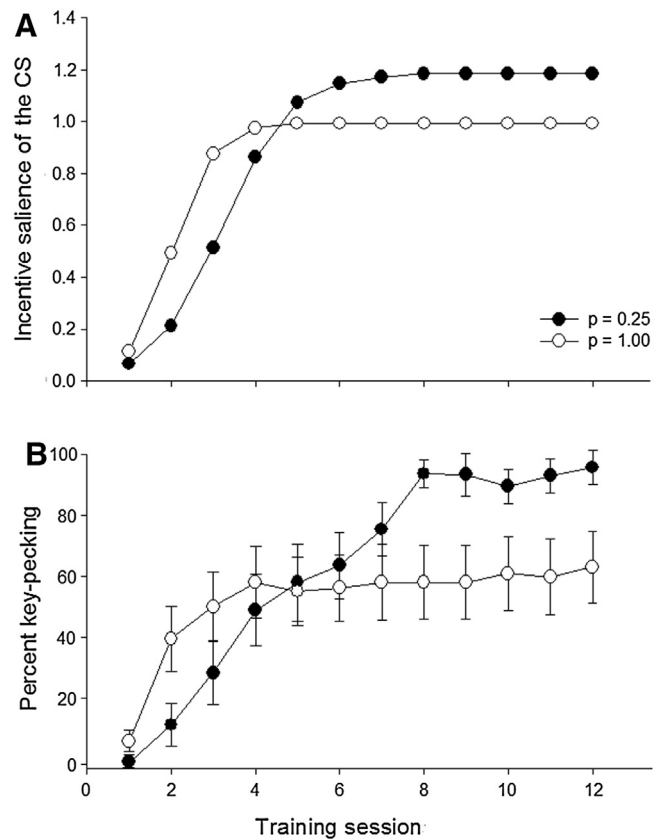 A
Incentive salience of the CS
1.4
1.2
1.0
0.8
0.6
0.4
0.2
0.0
p = 0.25
p = 1.00
B
Percent key-pecking
100
80
60
40
20
0
0 2 4 6 8 10 12
Training session